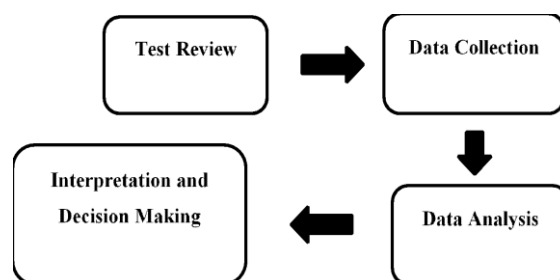 Test Review
Data Collection
Data Analysis
Interpretation and
Decision Making